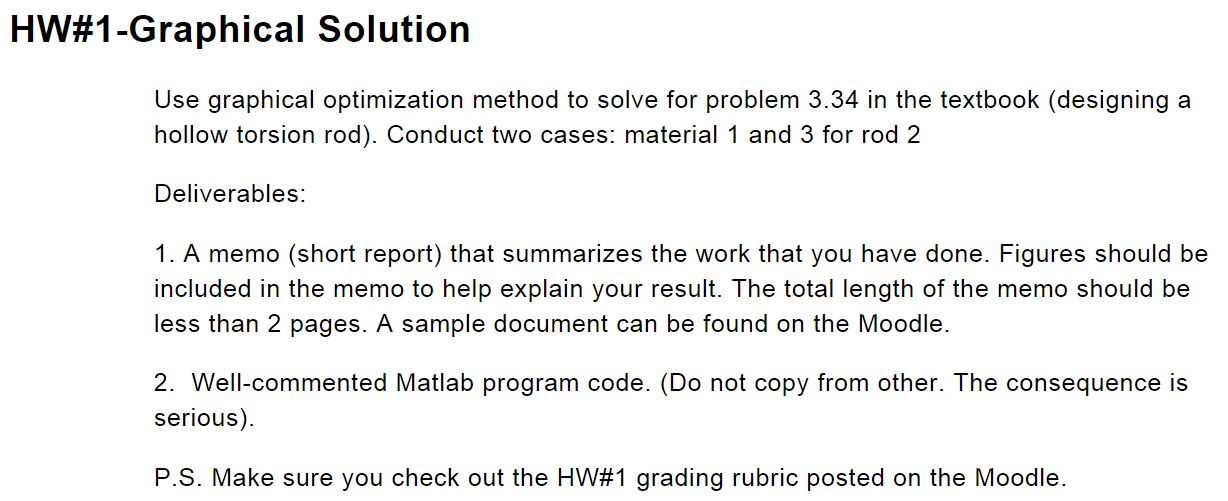 HW#1-Graphical Solution
Use graphical optimization method to solve for problem 3.34 in the textbook (designing a
hollow torsion rod). Conduct two cases: material 1 and 3 for rod 2
Deliverables:
1. A memo (short report) that summarizes the work that you have done. Figures should be
included in the memo to help explain your result. The total length of the memo should be
less than 2 pages. A sample document can be found on the Moodle.
2.  Well-commented Matlab program code. (Do not copy from other. The consequence is
serious).
P.S. Make sure you check out the HW#1 grading rubric posted on the Moodle.